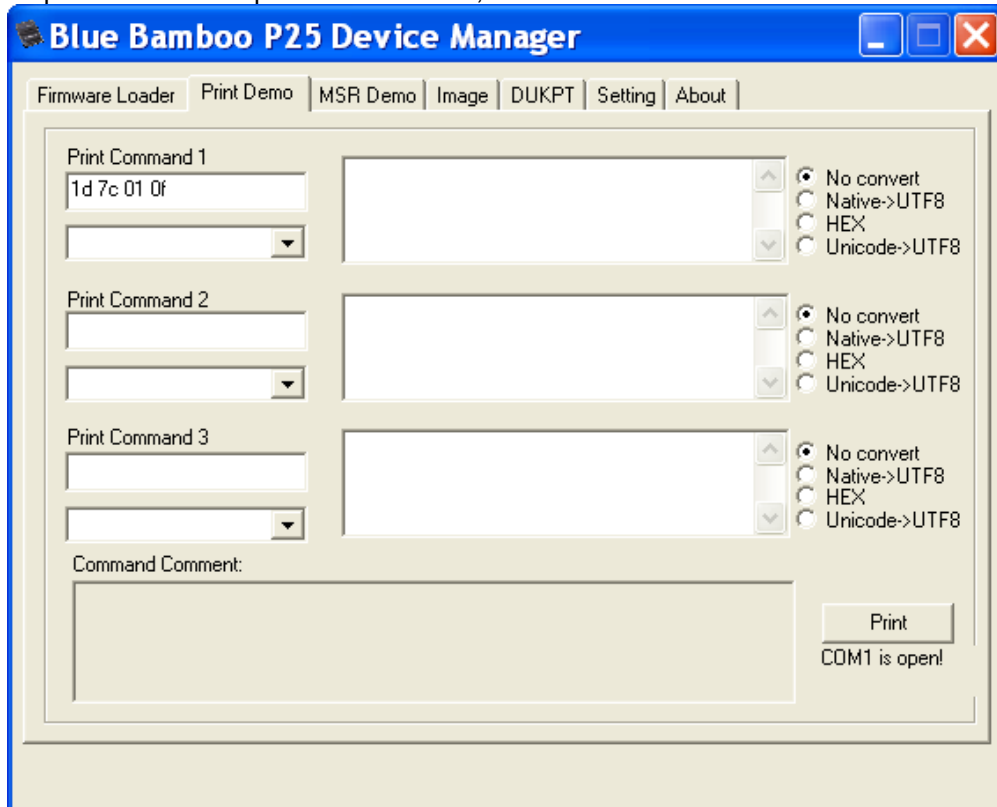 Blue Bamboo P25 Device Manager
Firmware Loader Print Demo MSR Demo Image DUKPT Setting About
Print Command 1
1d 7c 01 0f
No convert
Native->UTF8
HEX
Unicode->UTF8
Print Command 2
No convert
Native->UTF8
HEX
Unicode->UTF8
Print Command 3
No convert
Native->UTF8
HEX
Unicode->UTF8
Command Comment:
Print
COM1 is open!